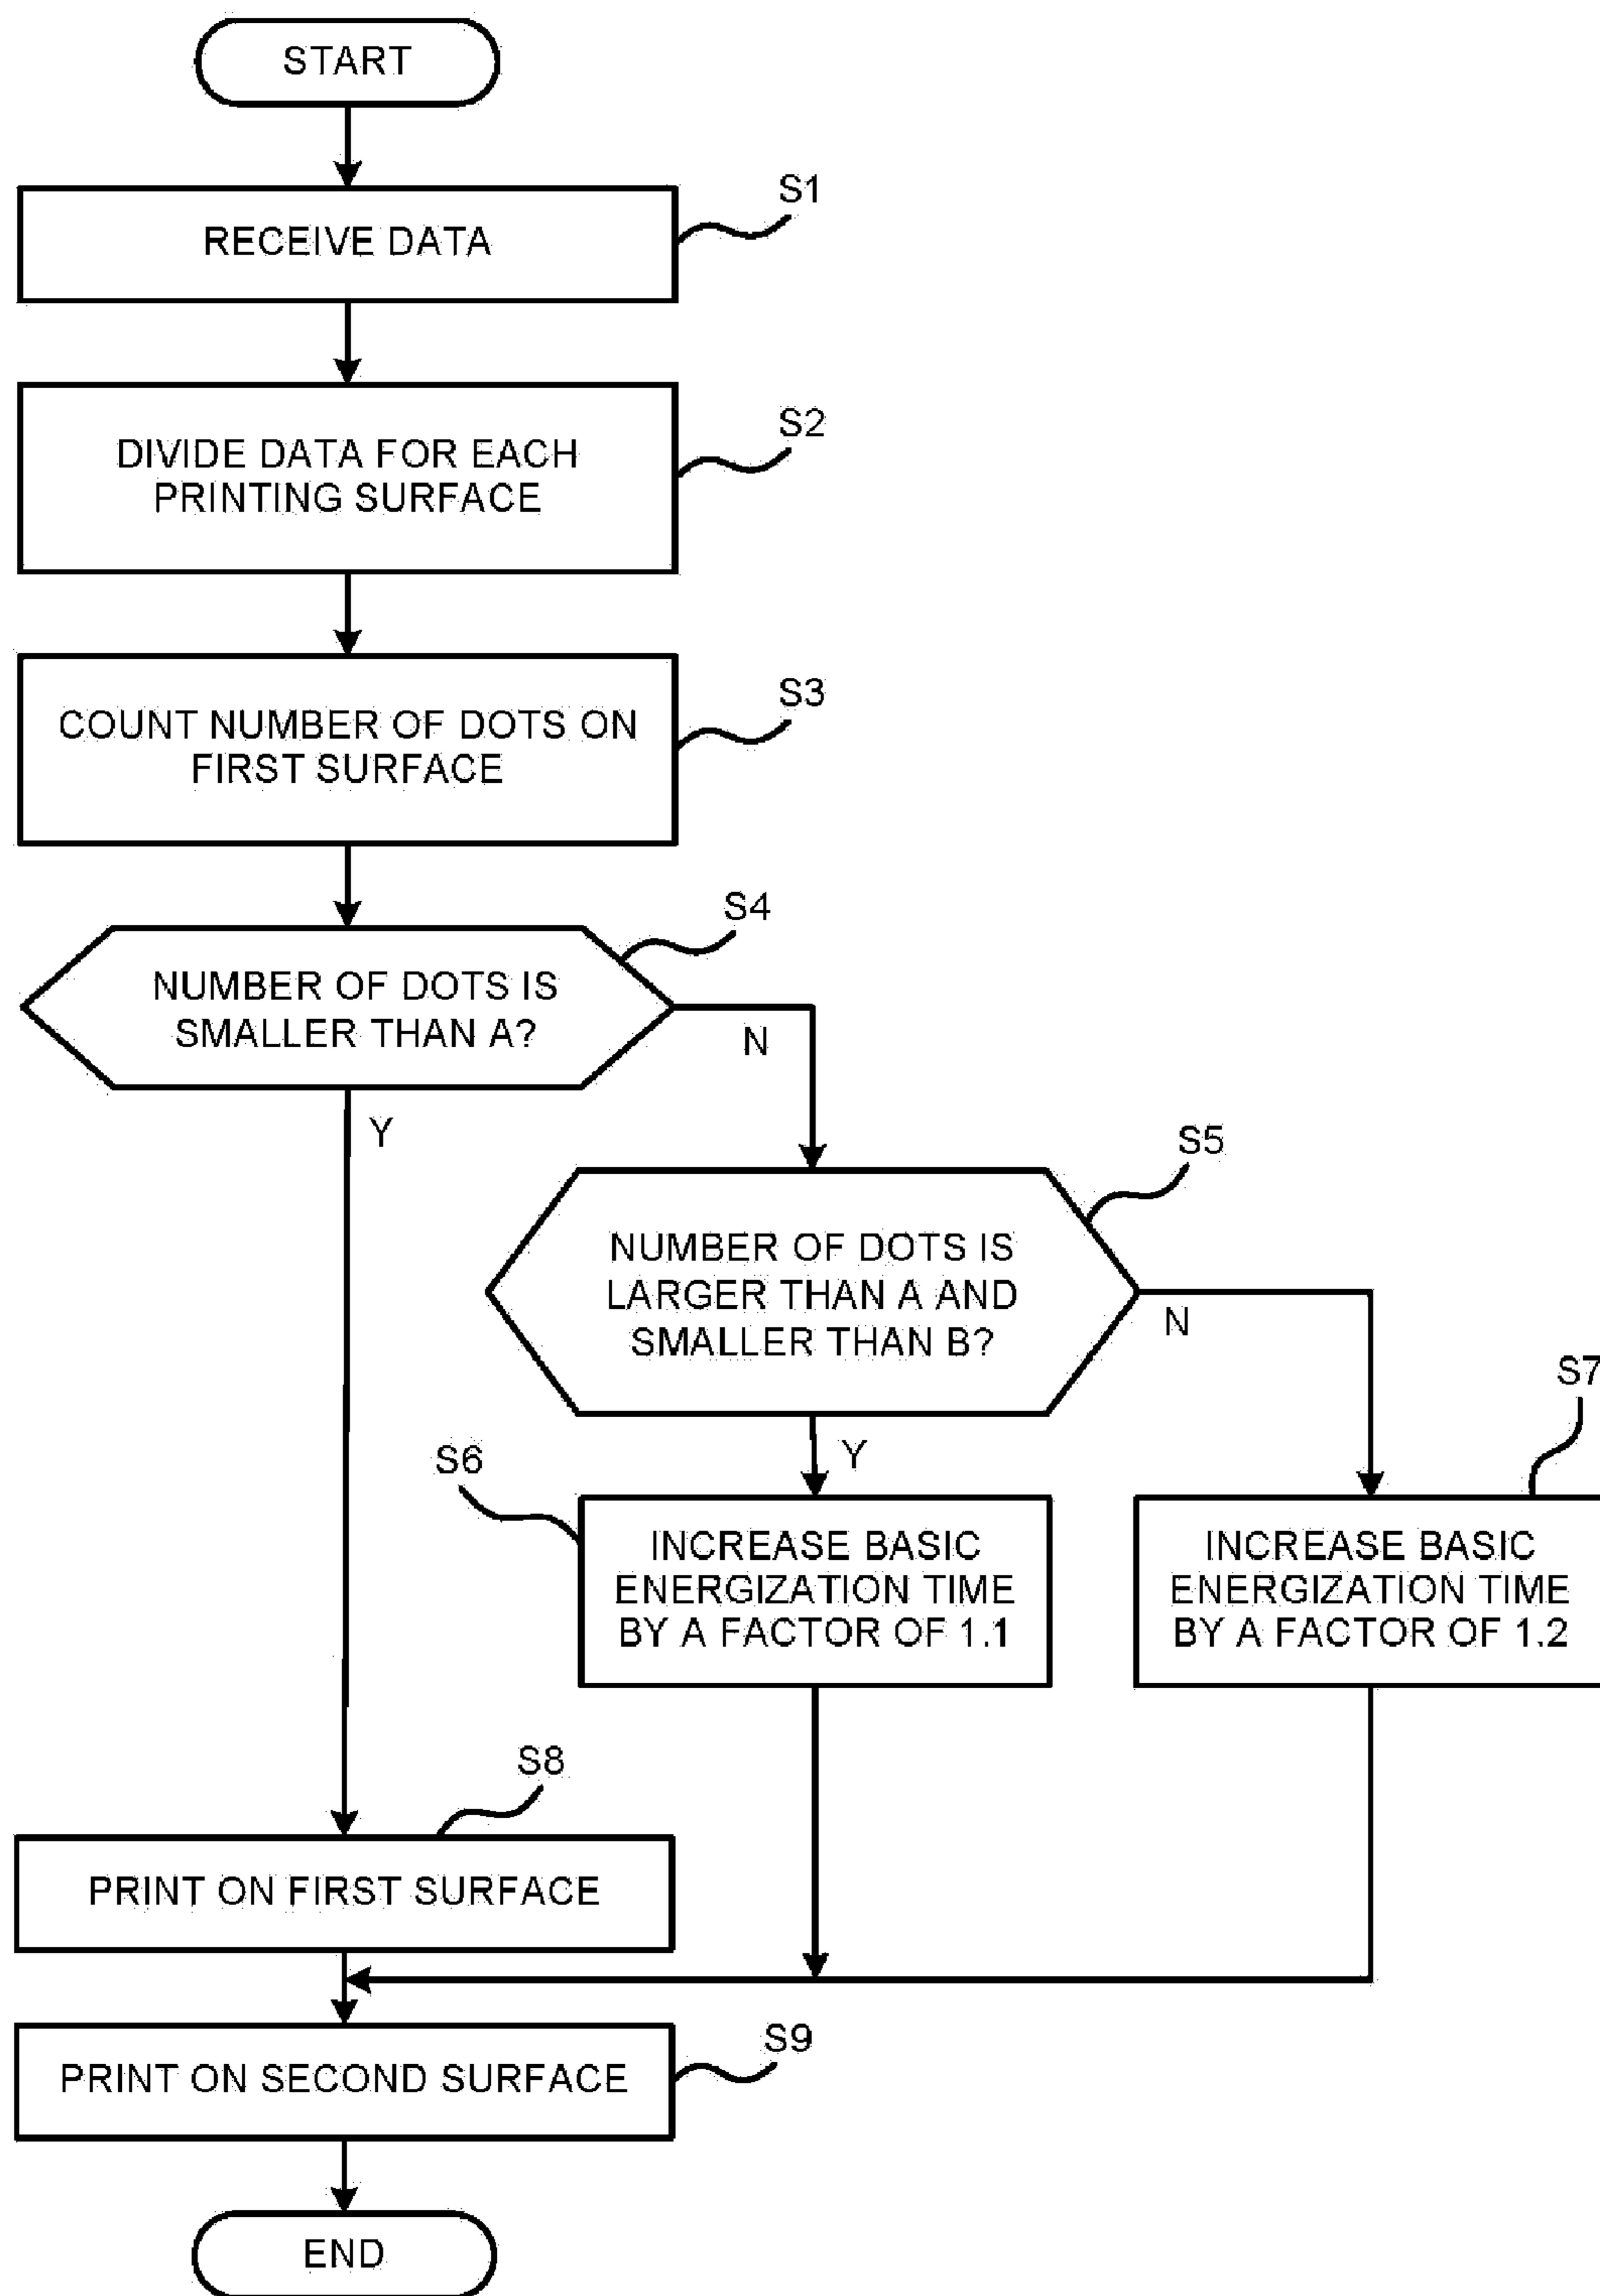 START
S1
RECEIVE DATA
S2
DIVIDE DATA FOR EACH
PRINTING SURFACE
S3
COUNT NUMBER OF DOTS ON
FIRST SURFACE
S4
NUMBER OF DOTS IS
SMALLER THAN A?
N
Y
S5
NUMBER OF DOTS IS
LARGER THAN A AND
SMALLER THAN B?
N
Y
S6
INCREASE BASIC
ENERGIZATION TIME
BY A FACTOR OF 1.1
S7
INCREASE BASIC
ENERGIZATION TIME
BY A FACTOR OF 1.2
S8
PRINT ON FIRST SURFACE
S9
PRINT ON SECOND SURFACE
END